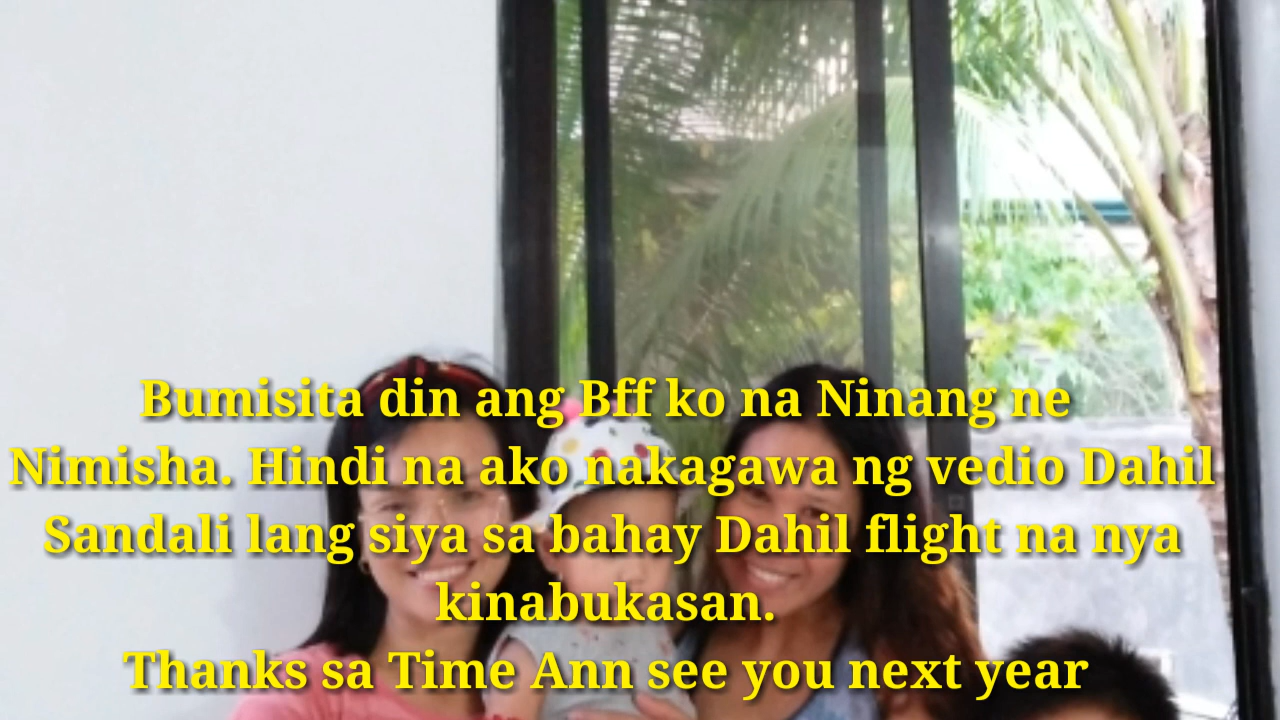 Bumisita din ang Bff ko na Ninang ne
Nimisha. Hindi na ako nakagawa ng vedio Dahil
Sandali lang siya sa bahay Dahil flight na nya
kinabukasan.
Thanks sa Time Ann see you next year